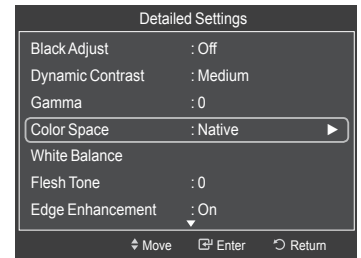 Detailed Settings
Black Adjust : Off
Dynamic Contrast : Medium
Gamma : 0
Color Space : Native ►
White Balance
Flesh Tone : 0
Edge Enhancement : On
▼
Move Enter Return